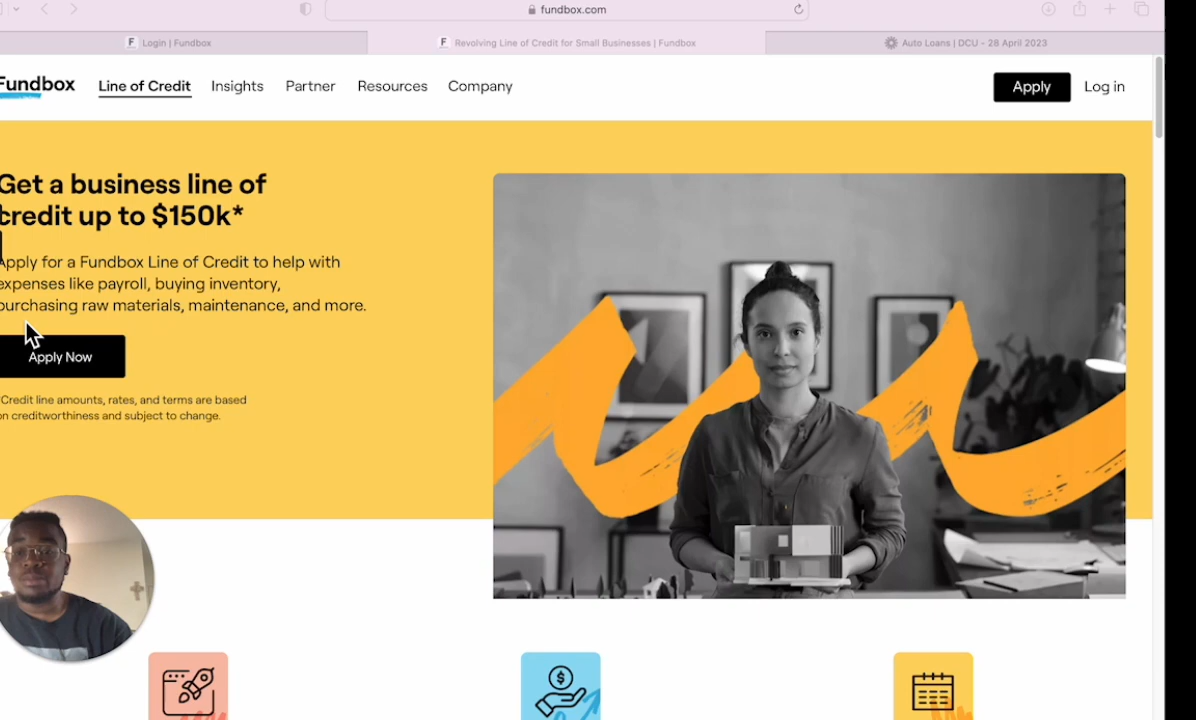 fundbox.com
F Login | Fundbox
F Revolving Line of Credit for Small Businesses | Fundbox
Auto Loans | DCU - 28 April 2023
Fundbox
Line of Credit
Insights
Partner
Resources
Company
Apply
Log in
Get a business line of
credit up to $150k*
Apply for a Fundbox Line of Credit to help with
expenses like payroll, buying inventory,
purchasing raw materials, maintenance, and more.
Apply Now
*Credit line amounts, rates, and terms are based
on creditworthiness and subject to change.
$